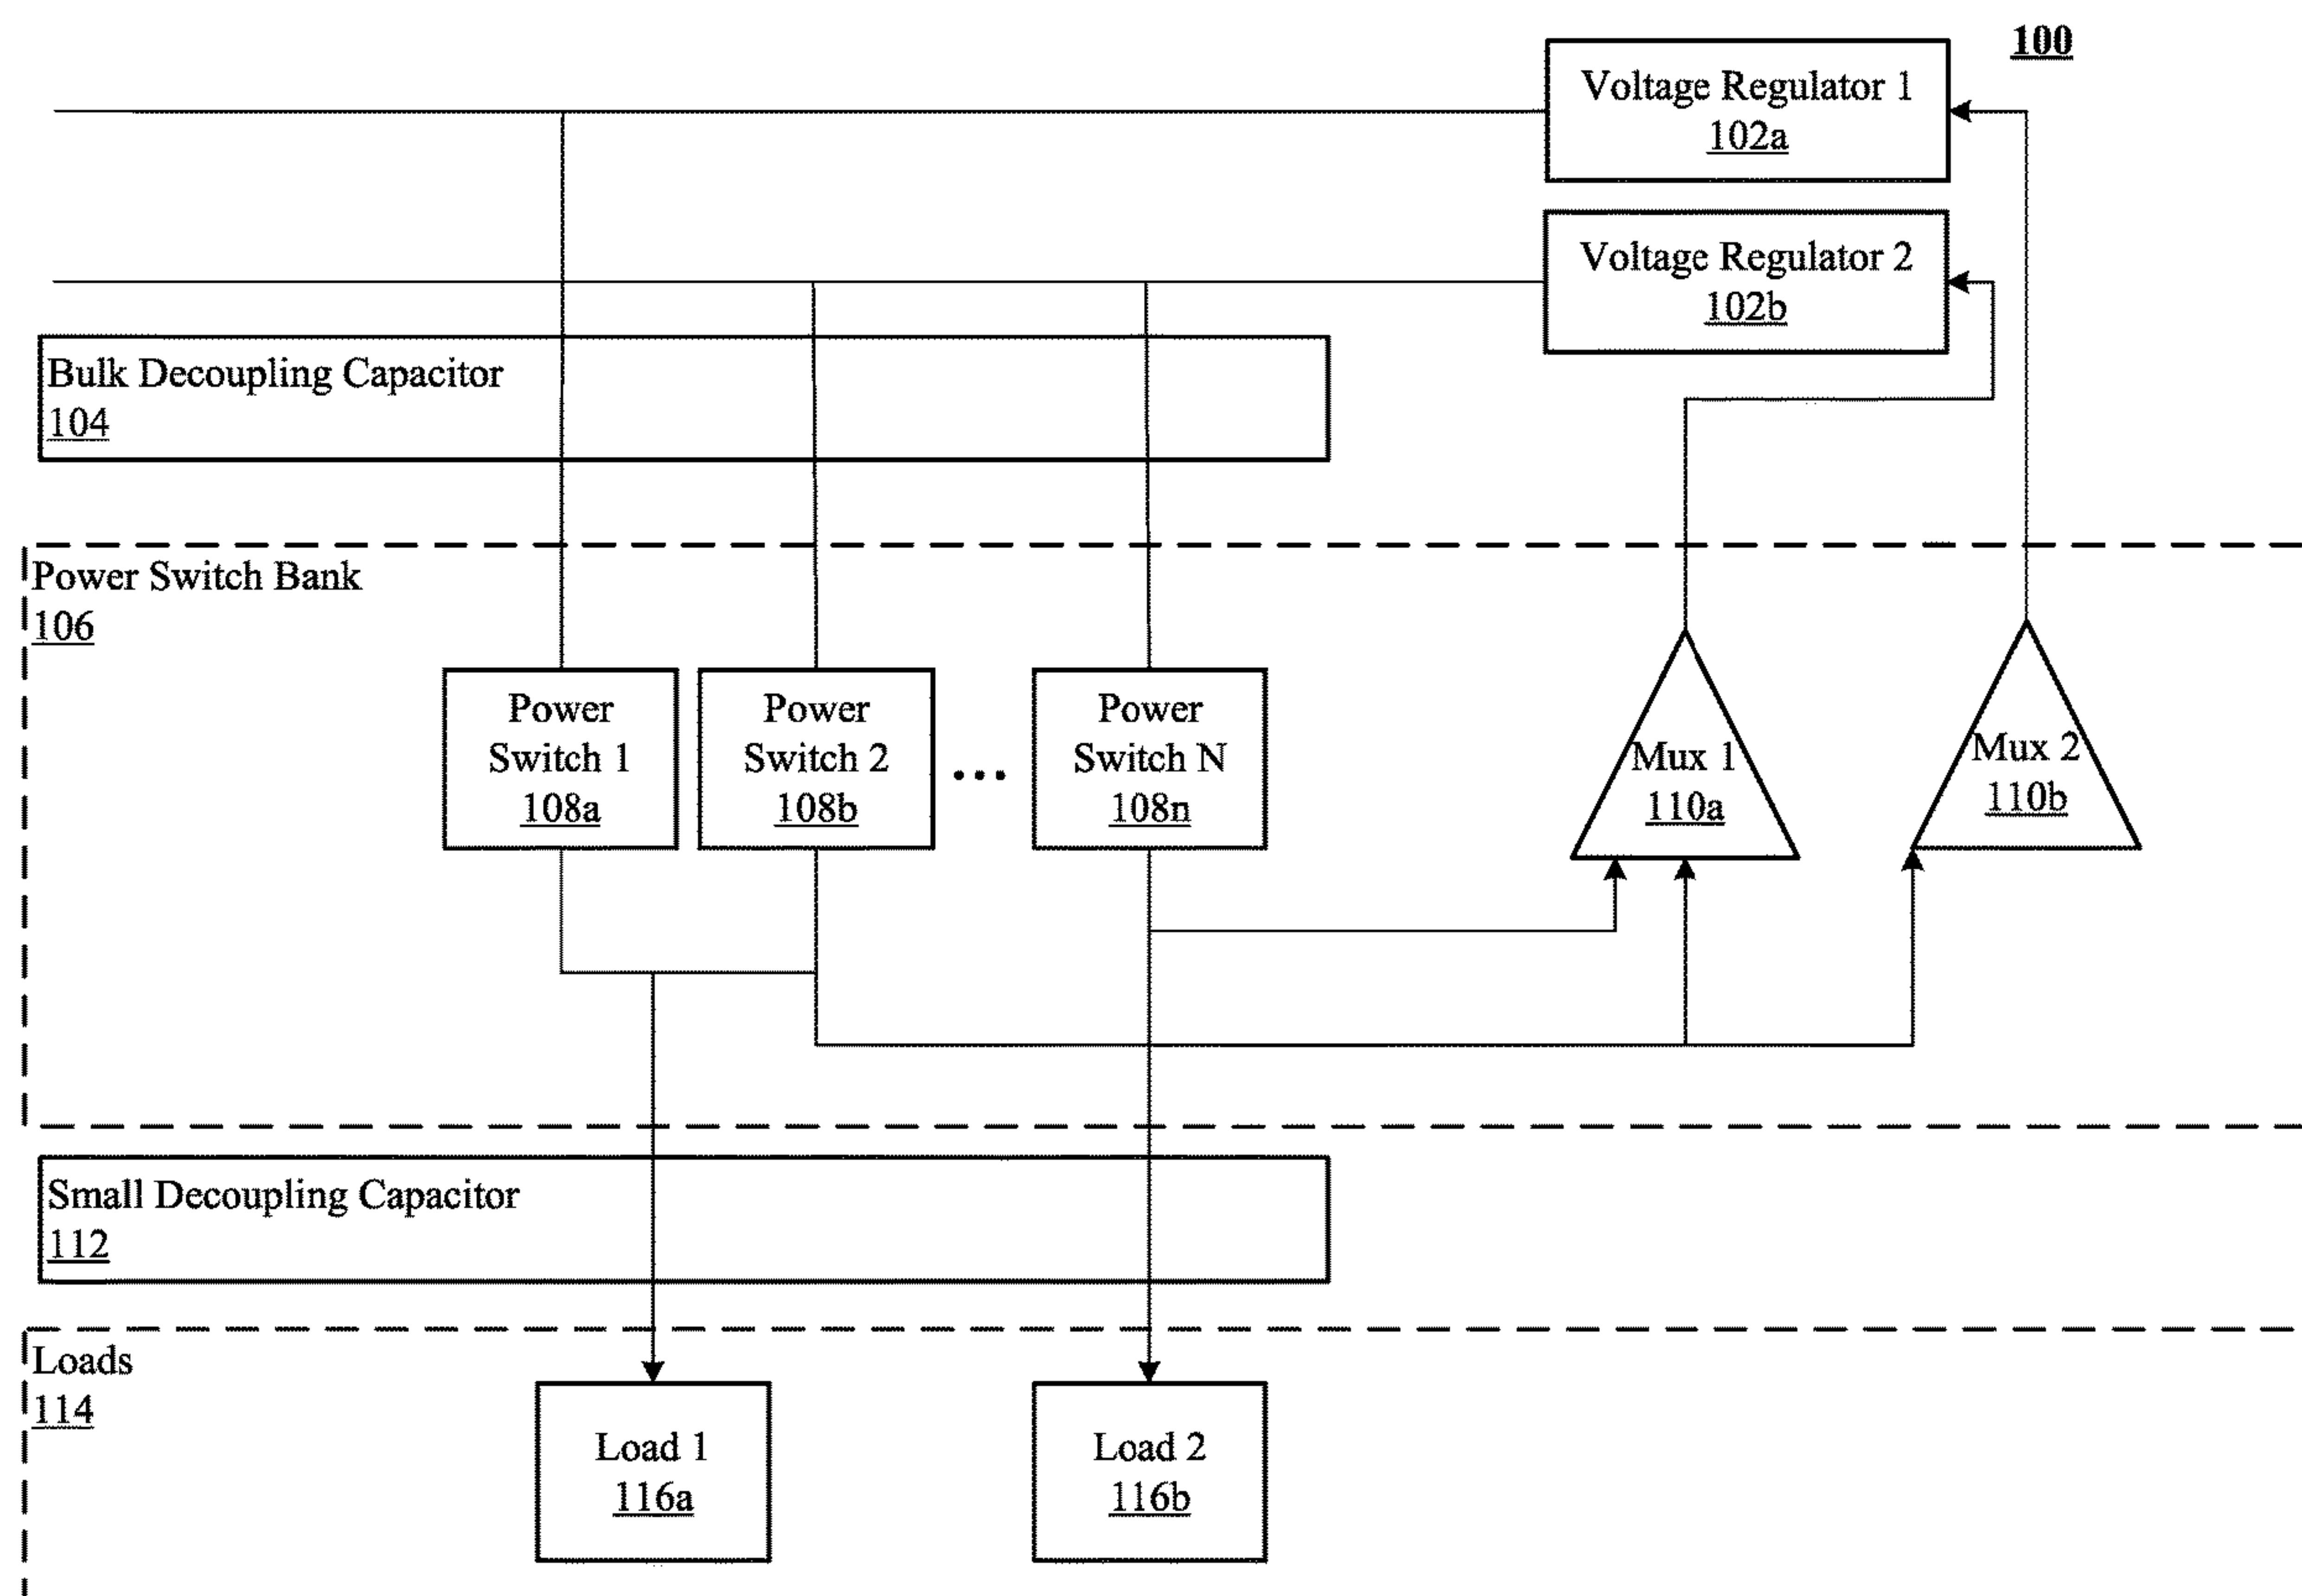 100
Voltage Regulator 1
102a
Voltage Regulator 2
102b
Bulk Decoupling Capacitor
104
Power Switch Bank
106
Power
Switch 1
108a
Power
Switch 2
108b
...
Power
Switch N
108n
Mux 1
110a
Mux 2
110b
Small Decoupling Capacitor
112
Loads
114
Load 1
116a
Load 2
116b